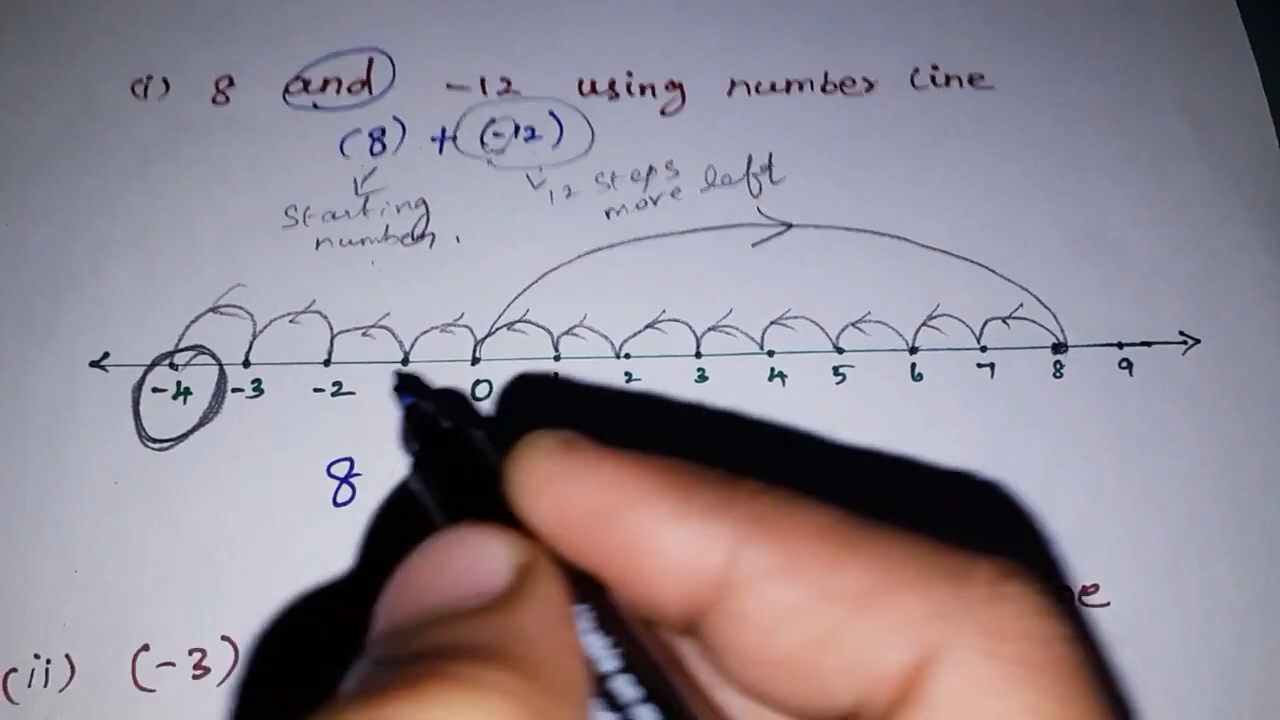 (i) 8 and -12 using number line
(8) + (-12)
Starting number.
12 steps more left
-4 -3 -2 0 2 3 4 5 6 7 8 9
8
(ii) (-3)